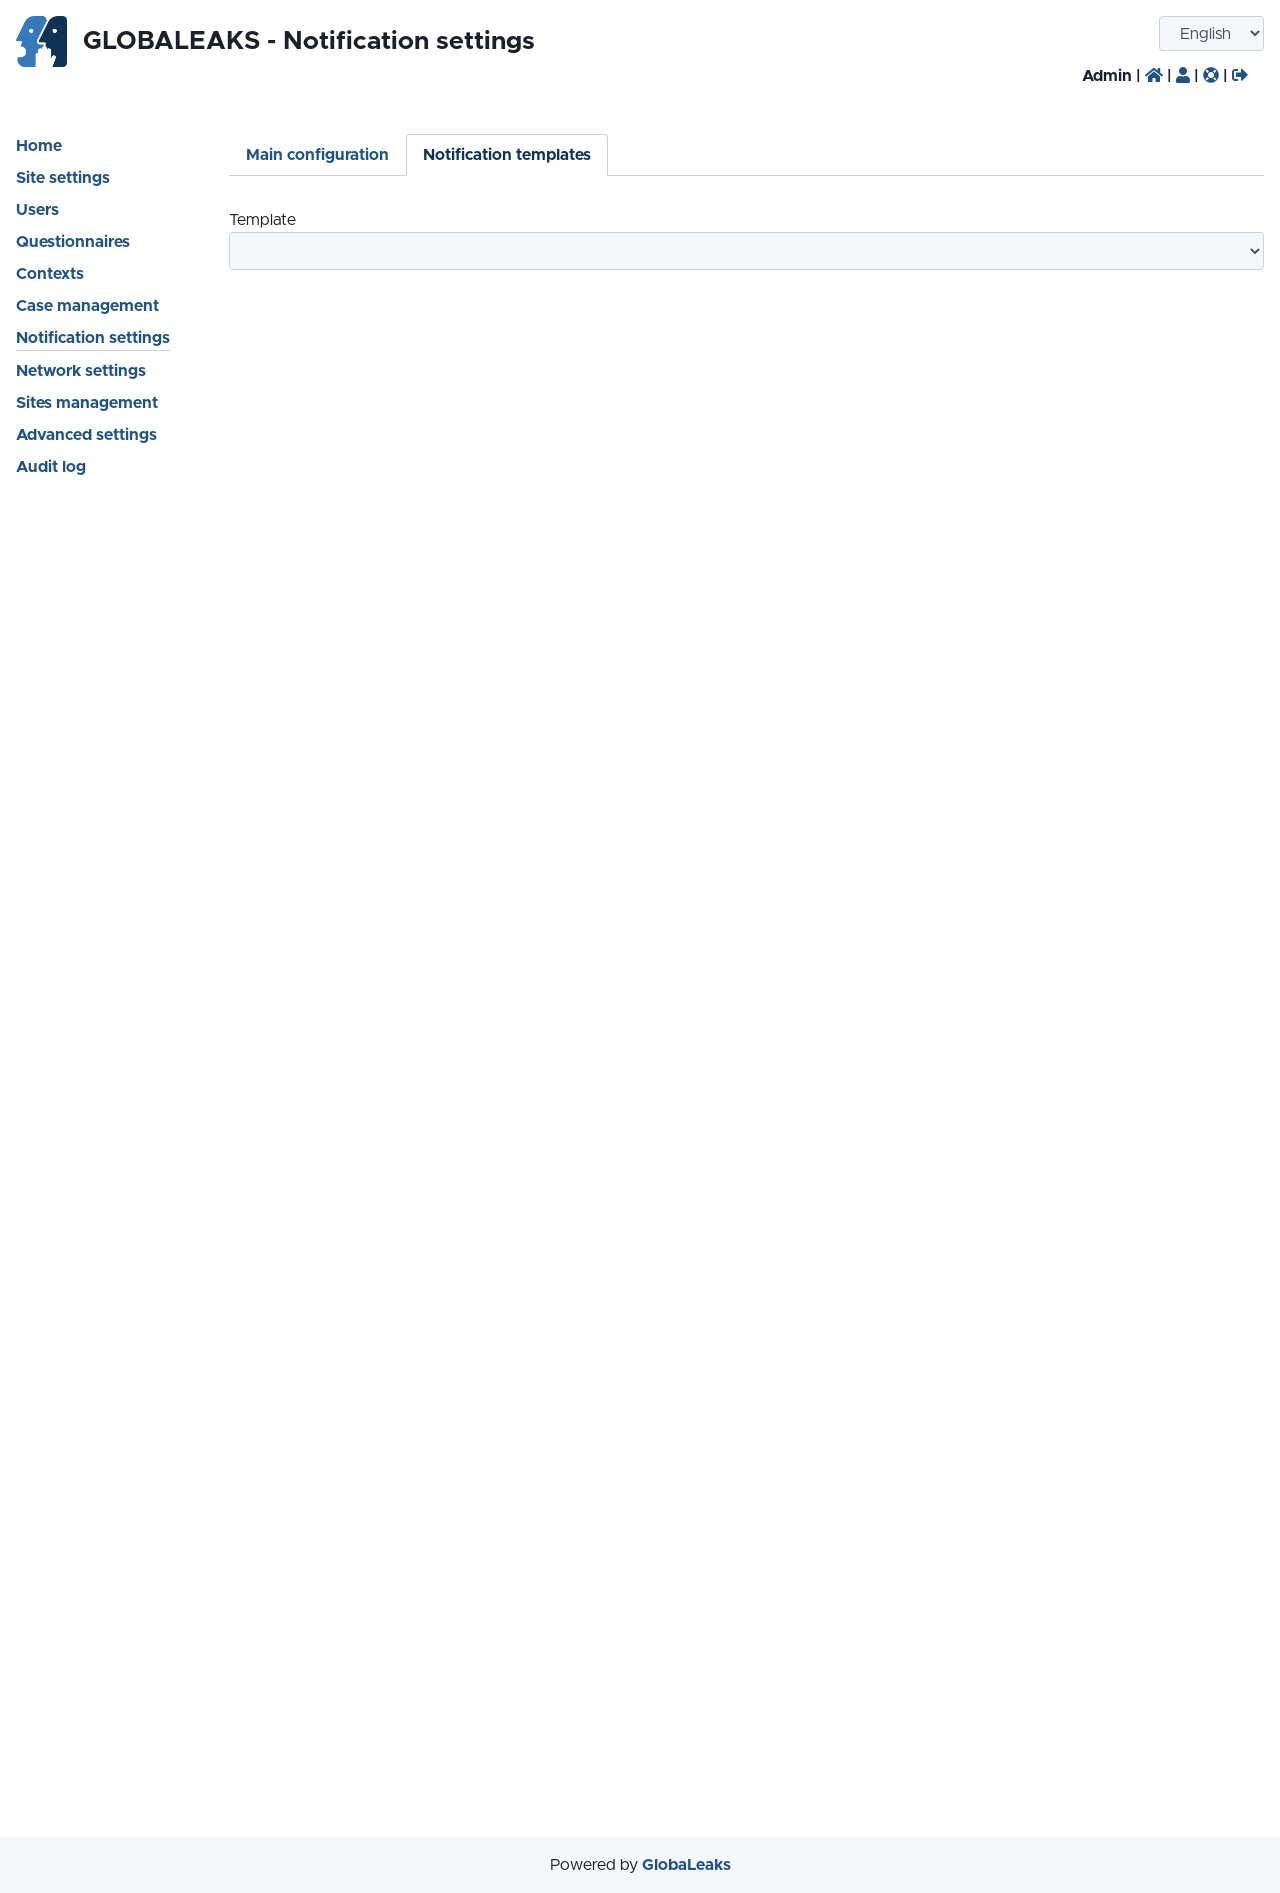 GLOBALEAKS - Notification settings
English
Admin | | | |
Home
Site settings
Users
Questionnaires
Contexts
Case management
Notification settings
Network settings
Sites management
Advanced settings
Audit log
Main configuration
Notification templates
Template
Powered by GlobaLeaks